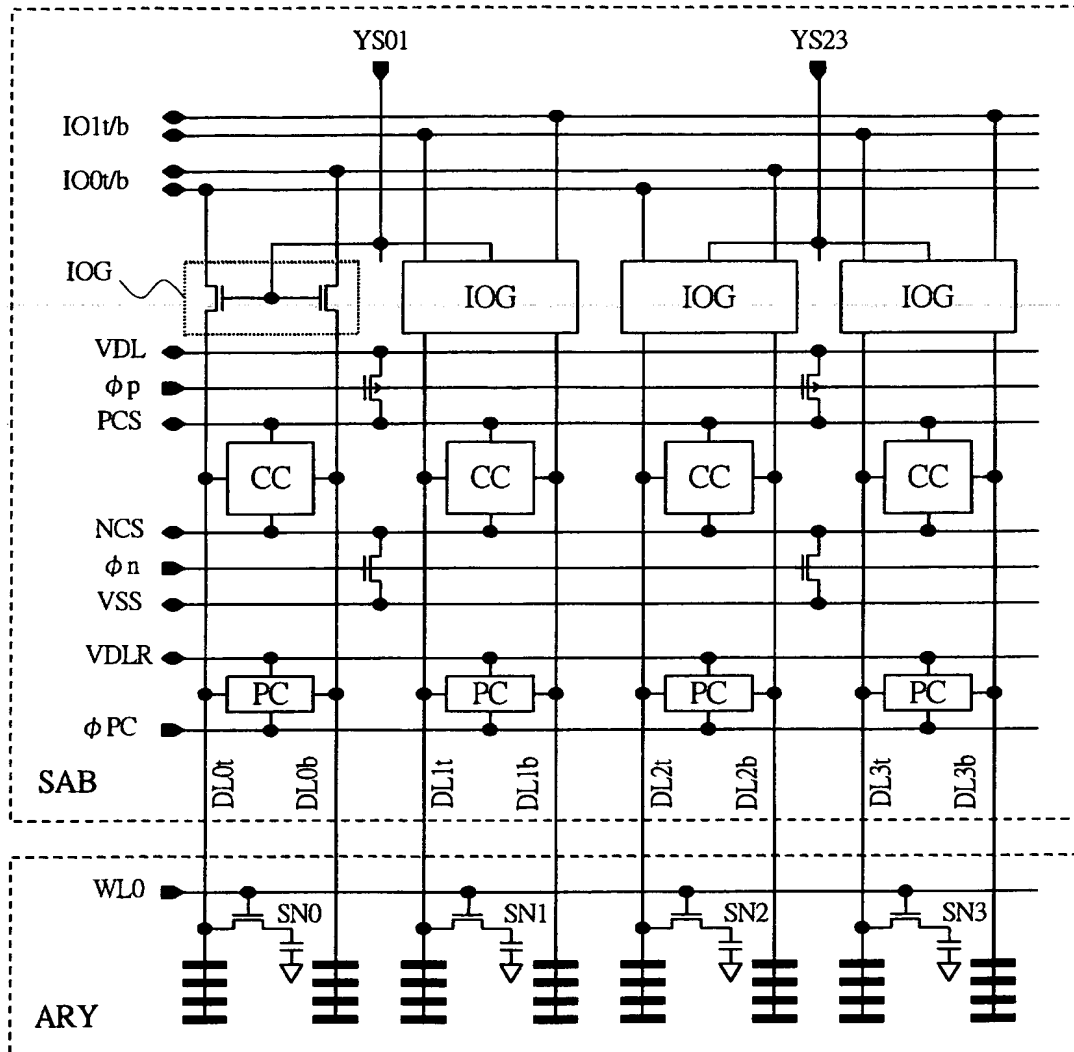 YS01 YS23
IO1t/b
IO0t/b
IOG IOG IOG IOG
VDL
ϕp
PCS
CC CC CC CC
NCS
ϕn
VSS
VDLR
PC PC PC PC
ϕPC
DL0t DL0b DL1t DL1b DL2t DL2b DL3t DL3b
SAB
WL0
SN0 SN1 SN2 SN3
ARY